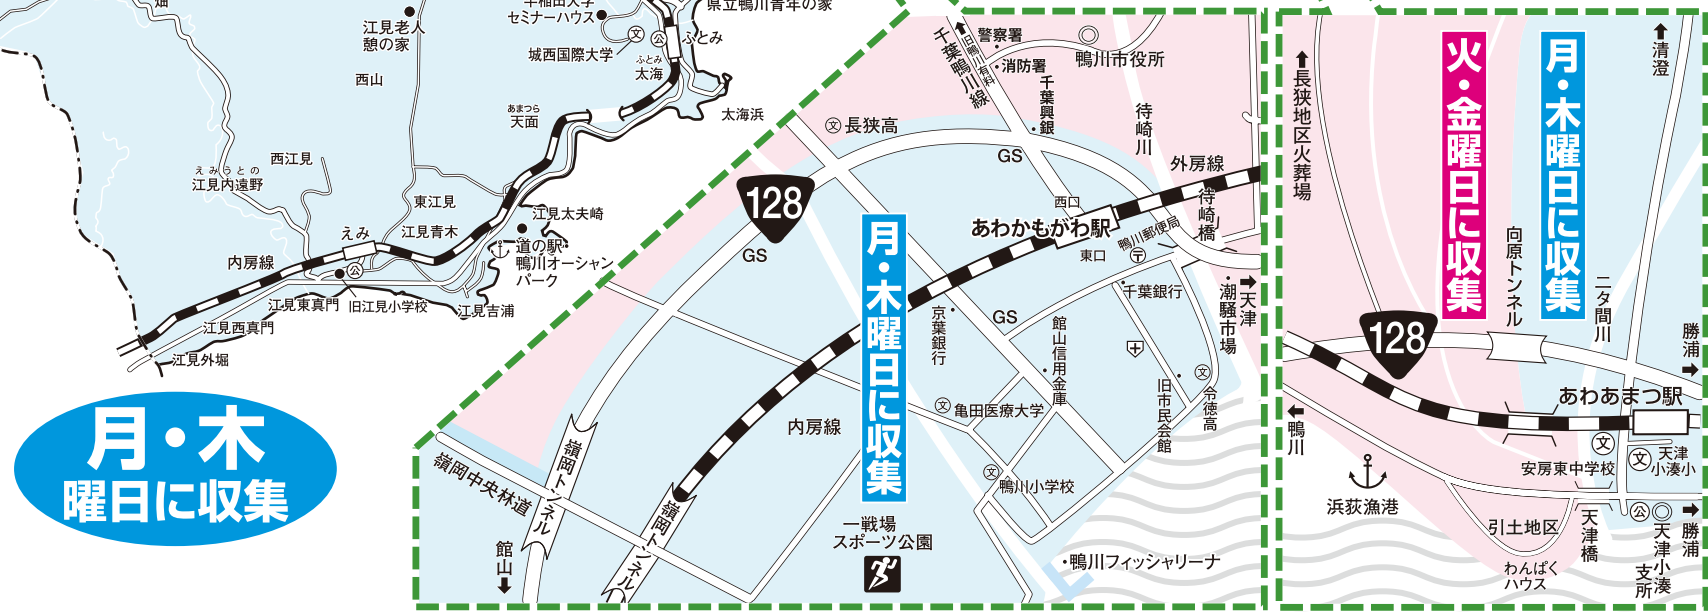 畑
江見老人
憩の家
早稲田大学
セミナーハウス
県立鴨川青年の家
城西国際大学
文
公
ふとみ
ふとみ
太海
西山
あまつら
天面
太海浜
西江見
えみうとの
江見内遠野
東江見
江見青木
江見太夫崎
えみ
内房線
公
道の駅
鴨川オーシャン
パーク
江見東真門
旧江見小学校
江見吉浦
江見西真門
江見外堀
月・木
曜日に収集
千葉鴨川線
旧鴨川有料
警察署
消防署
鴨川市役所
千葉興銀
待崎川
文
長狭高
GS
外房線
128
GS
西口
あわかもがわ駅
東口
鴨川郵便局
待崎橋
月・木曜日に収集
京葉銀行
GS
千葉銀行
潮騒市場
天津
館山信用金庫
旧市民会館
文
令徳高
文
亀田医療大学
内房線
嶺岡中央林道
嶺岡トンネル
嶺岡トンネル
館山
文
鴨川小学校
一戦場
スポーツ公園
・鴨川フィッシャリーナ
長狭地区火葬場
火・金曜日に収集
月・木曜日に収集
清澄
向原トンネル
二タ間川
128
勝浦
あわあまつ駅
鴨川
浜荻漁港
文
安房東中学校
文
天津
小湊小
引土地区
天津橋
わんぱく
ハウス
公
天津小湊
支所
勝浦